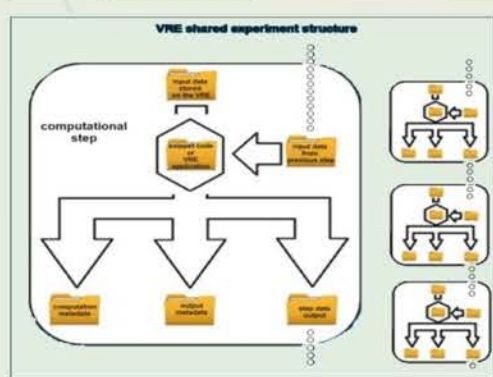 VRE shared experiment structure
input data
stored
on the VRE
computational
step
snippet code
or
VRE
application
input data
from
previous step
computation
metadata
output
metadata
step data
output